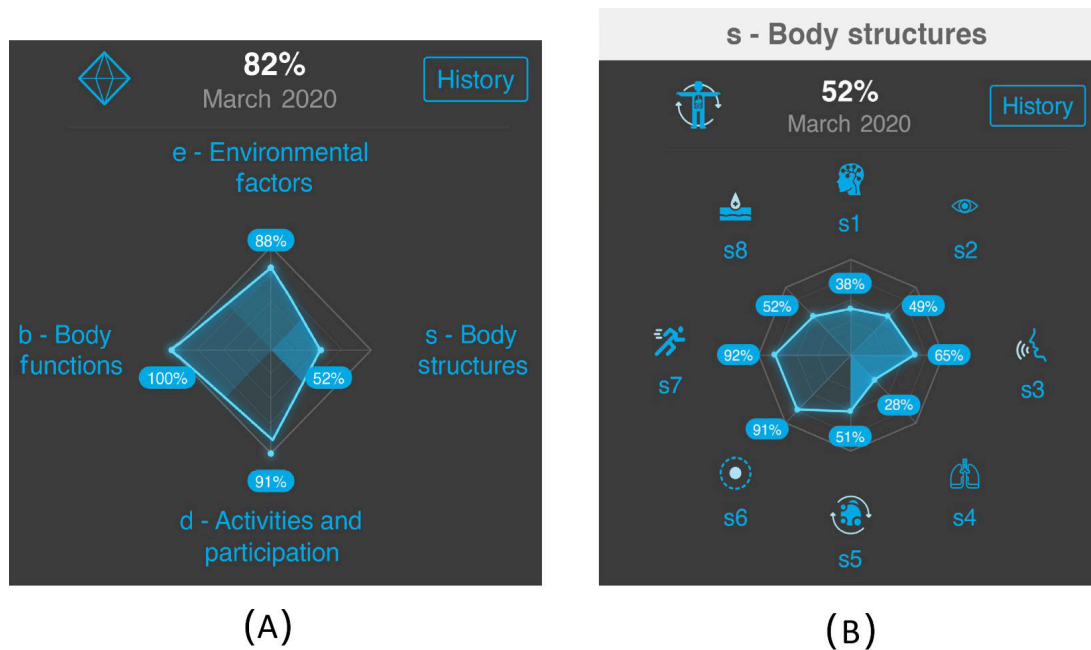 82%
March 2020
History
e - Environmental
factors
88%
b - Body
functions
s - Body
structures
100%
52%
91%
d - Activities and
participation
(A)
s - Body structures
52%
March 2020
History
s1
s8
s2
38%
52%
49%
92%
65%
s7
s3
28%
91%
51%
s6
s4
s5
(B)